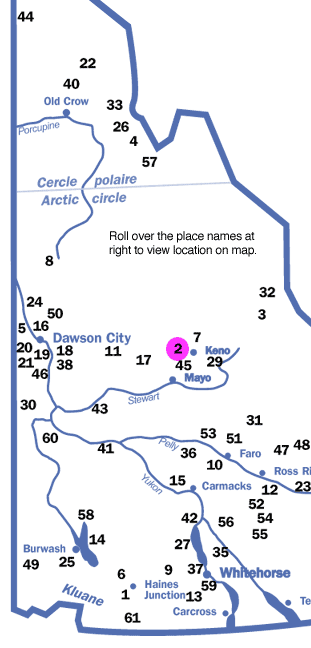 44
22
40
Old Crow
33
Porcupine
26
4
57
Cercle polaire
Arctic circle
Roll over the place names at
right to view location on map.
8
32
24
3
50
5 16
Dawson City
7
2
Keno
20 19 18
11
17
29
21 38
45
46
Mayo
Stewart
30
43
31
60
53 51
Pelly
41
36
Faro
47 48
10
Ross Ri
Yukon
15
Carmacks
12 23
52
58
42
56
54
14
55
27
Burwash
35
49
25
9
37
Whitehorse
6
59
Haines
Junction
1
13
Kluane
Te
Carcross
61